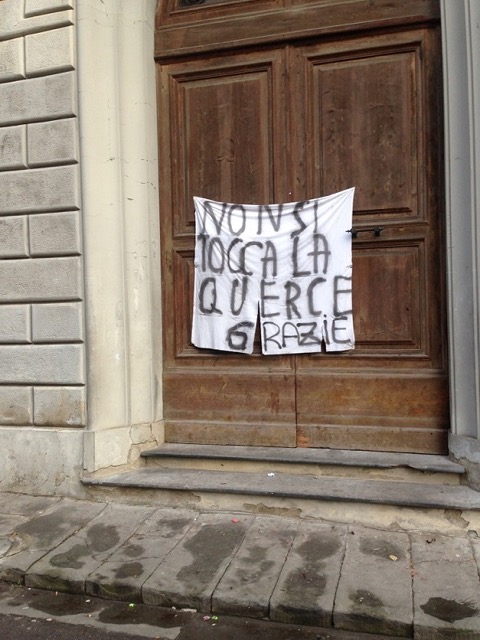 NON SI
TOCCA LA
QUERCE
GRAZIE